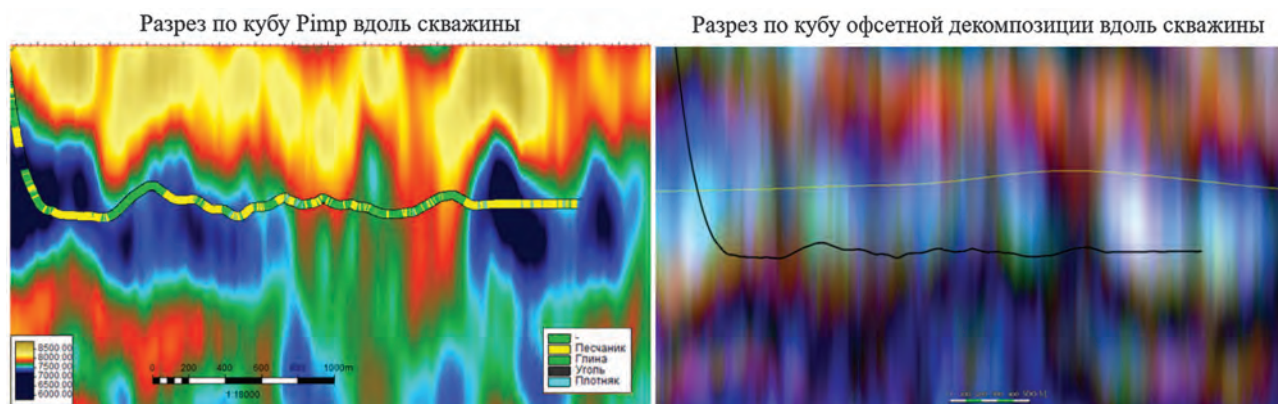 Разрез по кубу Pimp вдоль скважины
Разрез по кубу офсетной декомпозиции вдоль скважины
8500.00
8000.00
7500.00
7000.00
6500.00
6000.00
0 200 400 600 800 1000m
1:18000
-
Песчаник
Глина
Уголь
Плотняк